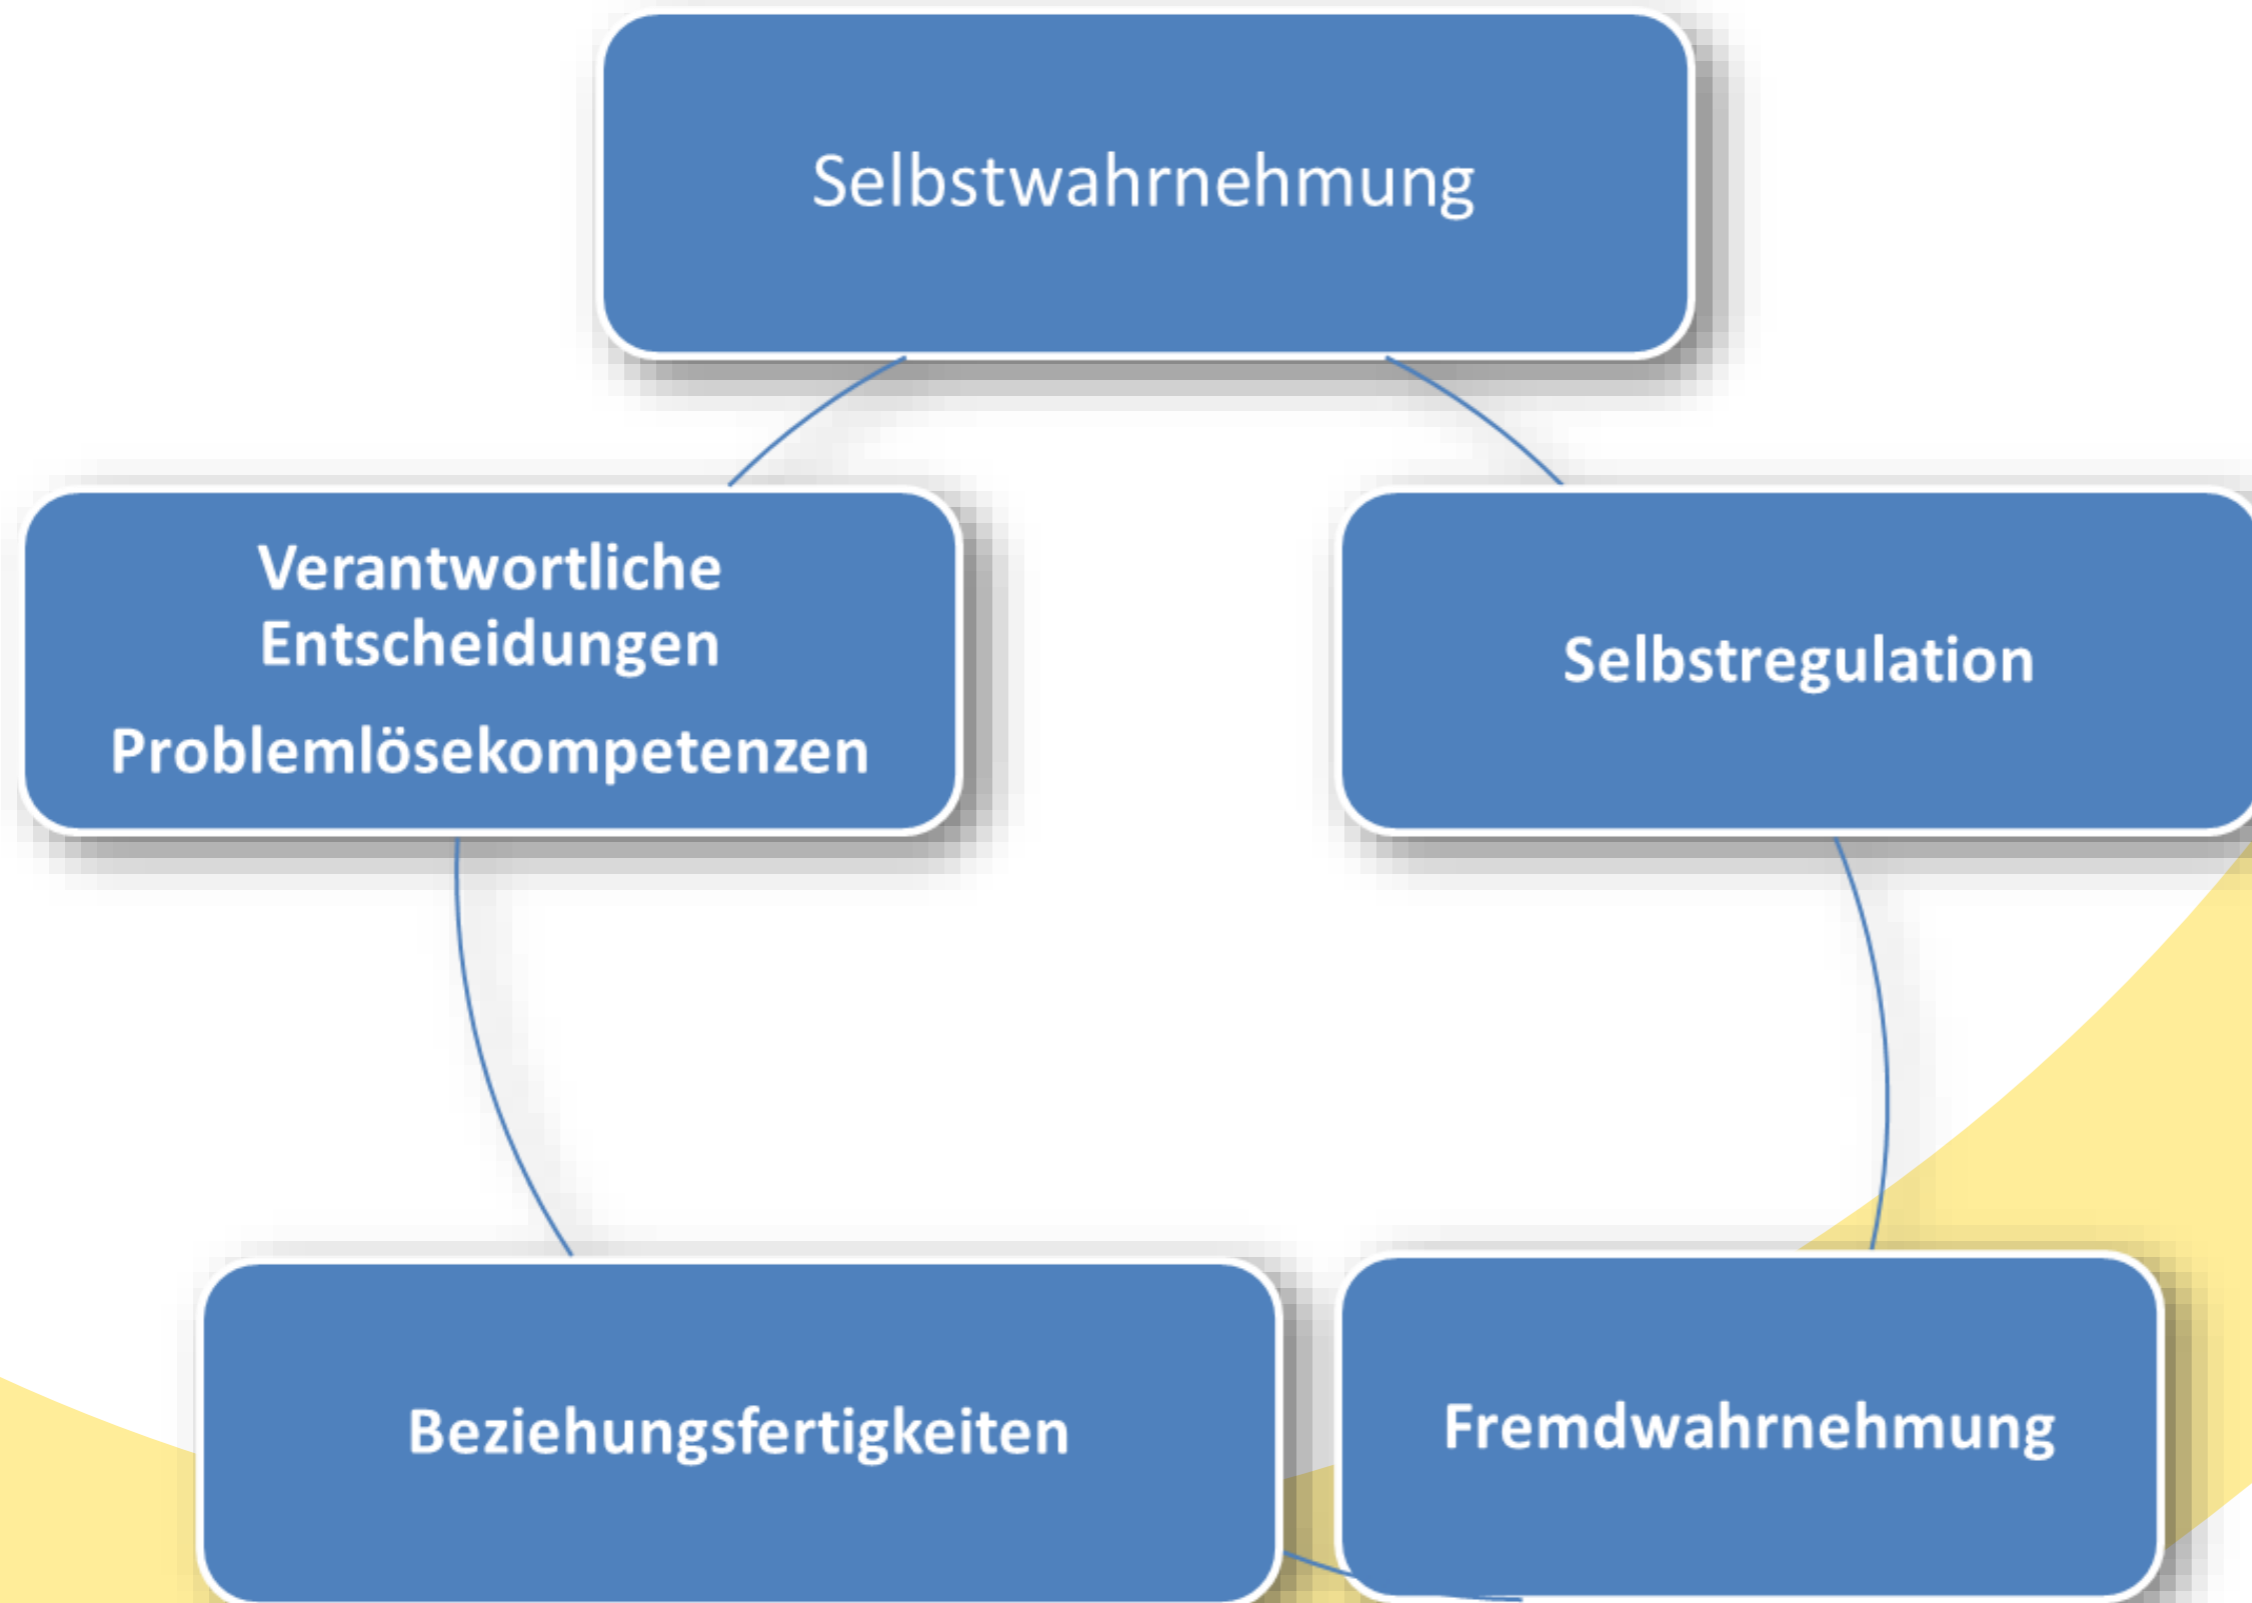 Selbstwahrnehmung
Verantwortliche
Entscheidungen
Problemlösekompetenzen
Selbstregulation
Beziehungsfertigkeiten
Fremdwahrnehmung